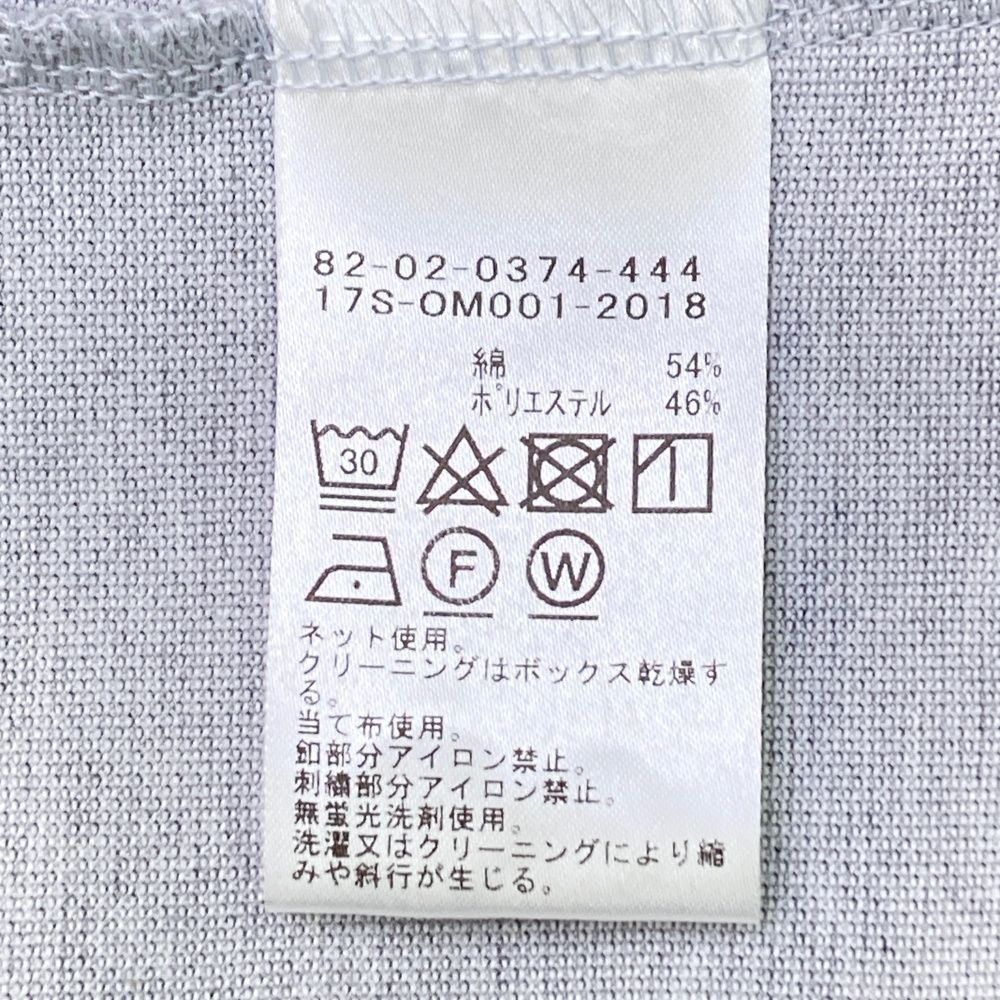 82-02-0374-444
17S-OM001-2018
綿 54%
ポリエステル 46%
30
F W
ネット使用。
クリーニングはボックス乾燥す
る。
当て布使用。
釦部分アイロン禁止。
刺繍部分アイロン禁止。
無蛍光洗剤使用。
洗濯又はクリーニングにより縮
みや斜行が生じる。